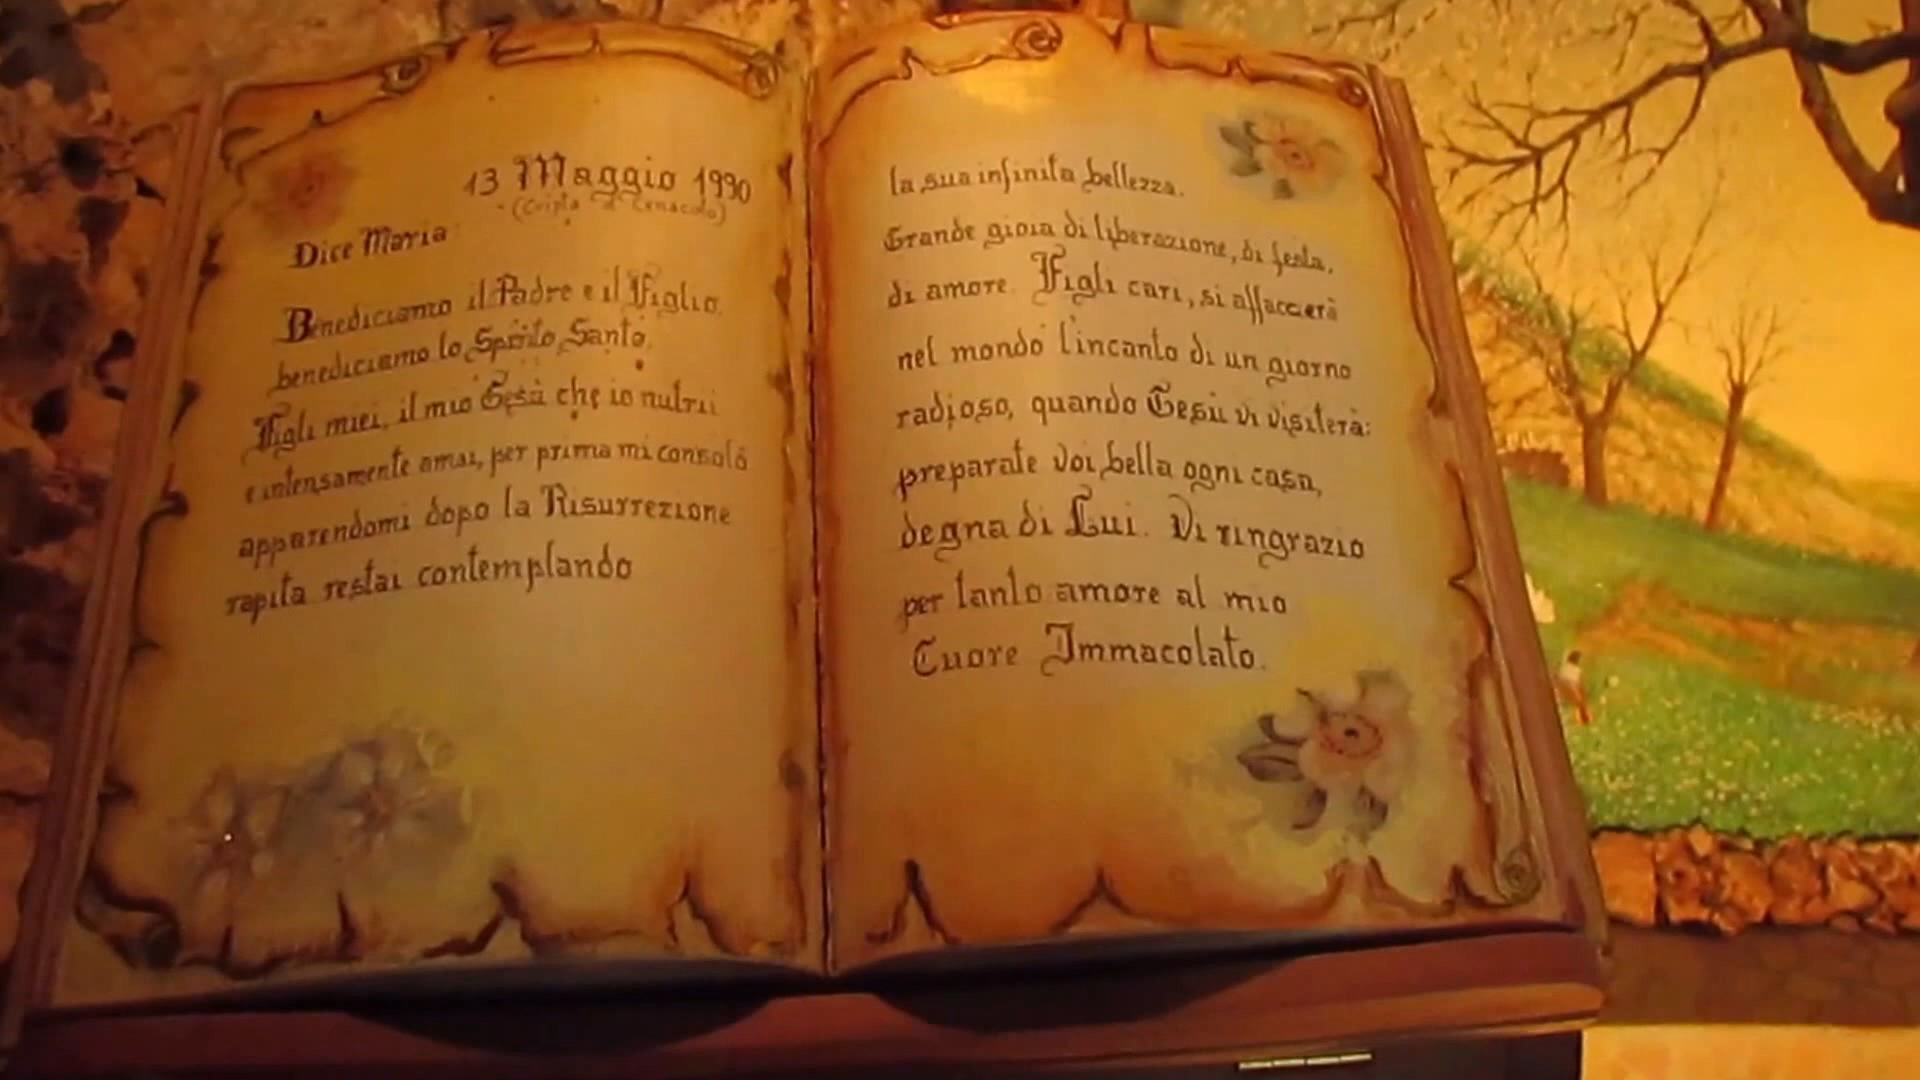 13 Maggio 1990
(Cripta d Cenacolo)
Dice Maria
Benediciamo il Padre e il Figlio,
benediciamo lo Spirito Santo.
Figli miei, il mio Gesù che io nutrii
e intensamente amai, per prima mi consolò
apparendomi dopo la Risurrezione
rapita restai contemplando
la sua infinita bellezza.
Grande gioia di liberazione, di festa,
di amore. Figli cari, si affaccierà
nel mondo l'incanto di un giorno
radioso, quando Gesù vi visiterà:
preparate voi bella ogni casa,
degna di Lui. Vi ringrazio
per tanto amore al mio
Cuore Immacolato.